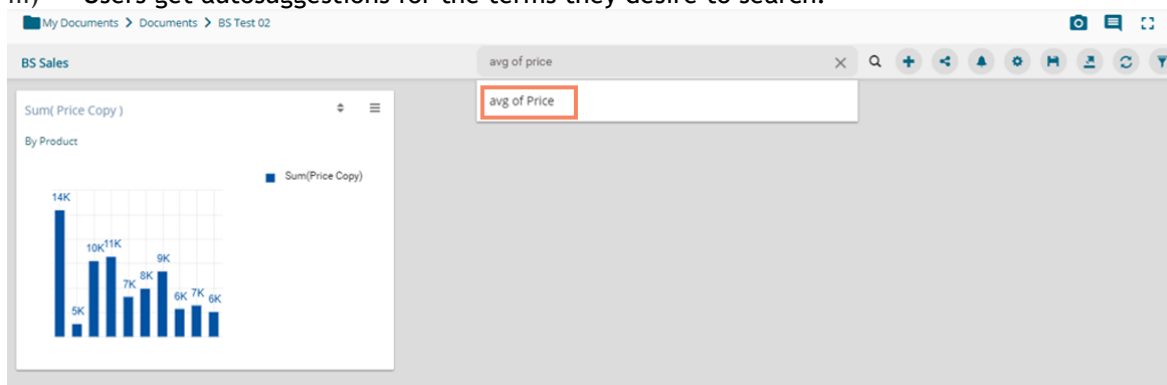 iii) Users get autosuggestions for the terms they desire to search.
My Documents > Documents > BS Test 02
BS Sales
avg of price
avg of Price
Sum( Price Copy )
By Product
Sum(Price Copy)
14K
5K
10K
11K
7K
8K
9K
6K
7K
6K